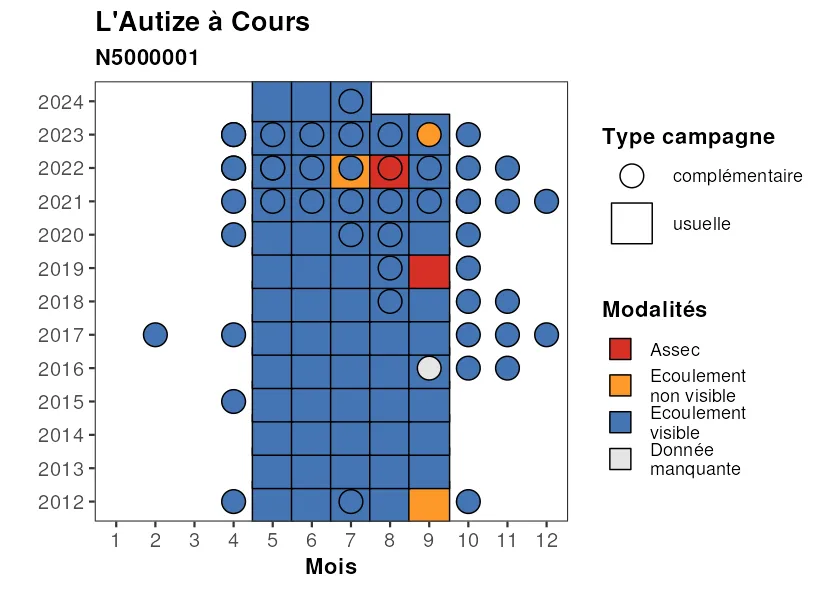 L'Autize à Cours
N5000001
2024
2023
2022
2021
2020
2019
2018
2017
2016
2015
2014
2013
2012
1 2 3 4 5 6 7 8 9 10 11 12
Mois
Type campagne
complémentaire
usuelle
Modalités
Assec
Ecoulement
non visible
Ecoulement
visible
Donnée
manquante